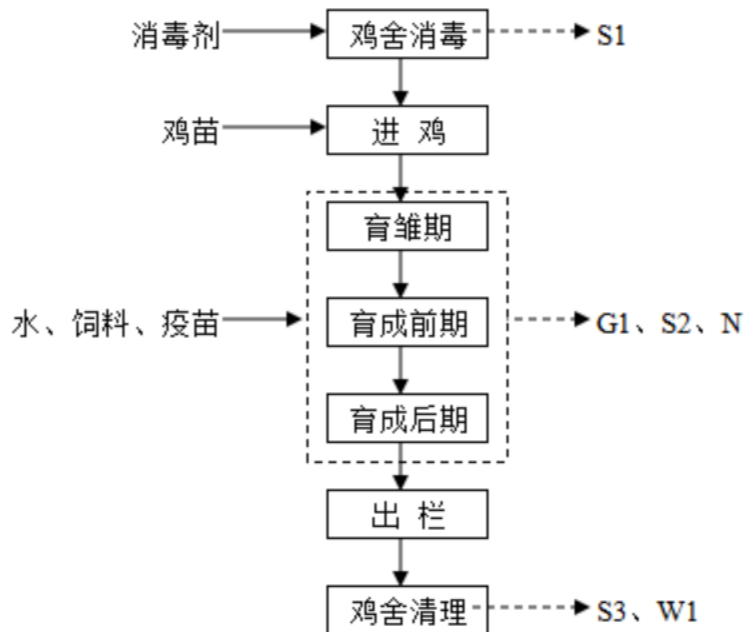 消毒剂 鸡舍消毒 S1
鸡苗 进 鸡
育雏期
水、饲料、疫苗 育成前期 G1、S2、N
育成后期
出 栏
鸡舍清理 S3、W1